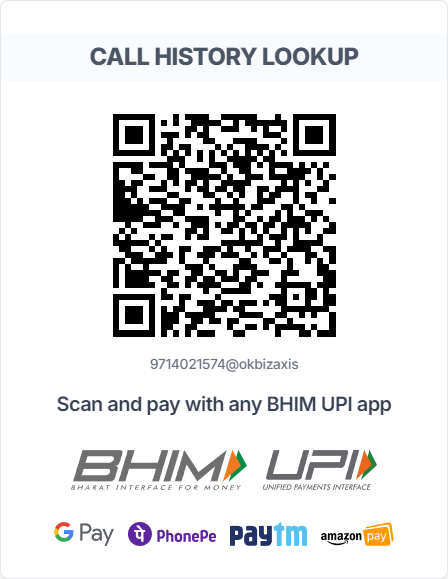 CALL HISTORY LOOKUP
9714021574@okbizaxis
Scan and pay with any BHIM UPI app
BHIM UPI
BHARAT INTERFACE FOR MONEY UNIFIED PAYMENTS INTERFACE
G Pay PhonePe paytm amazon pay